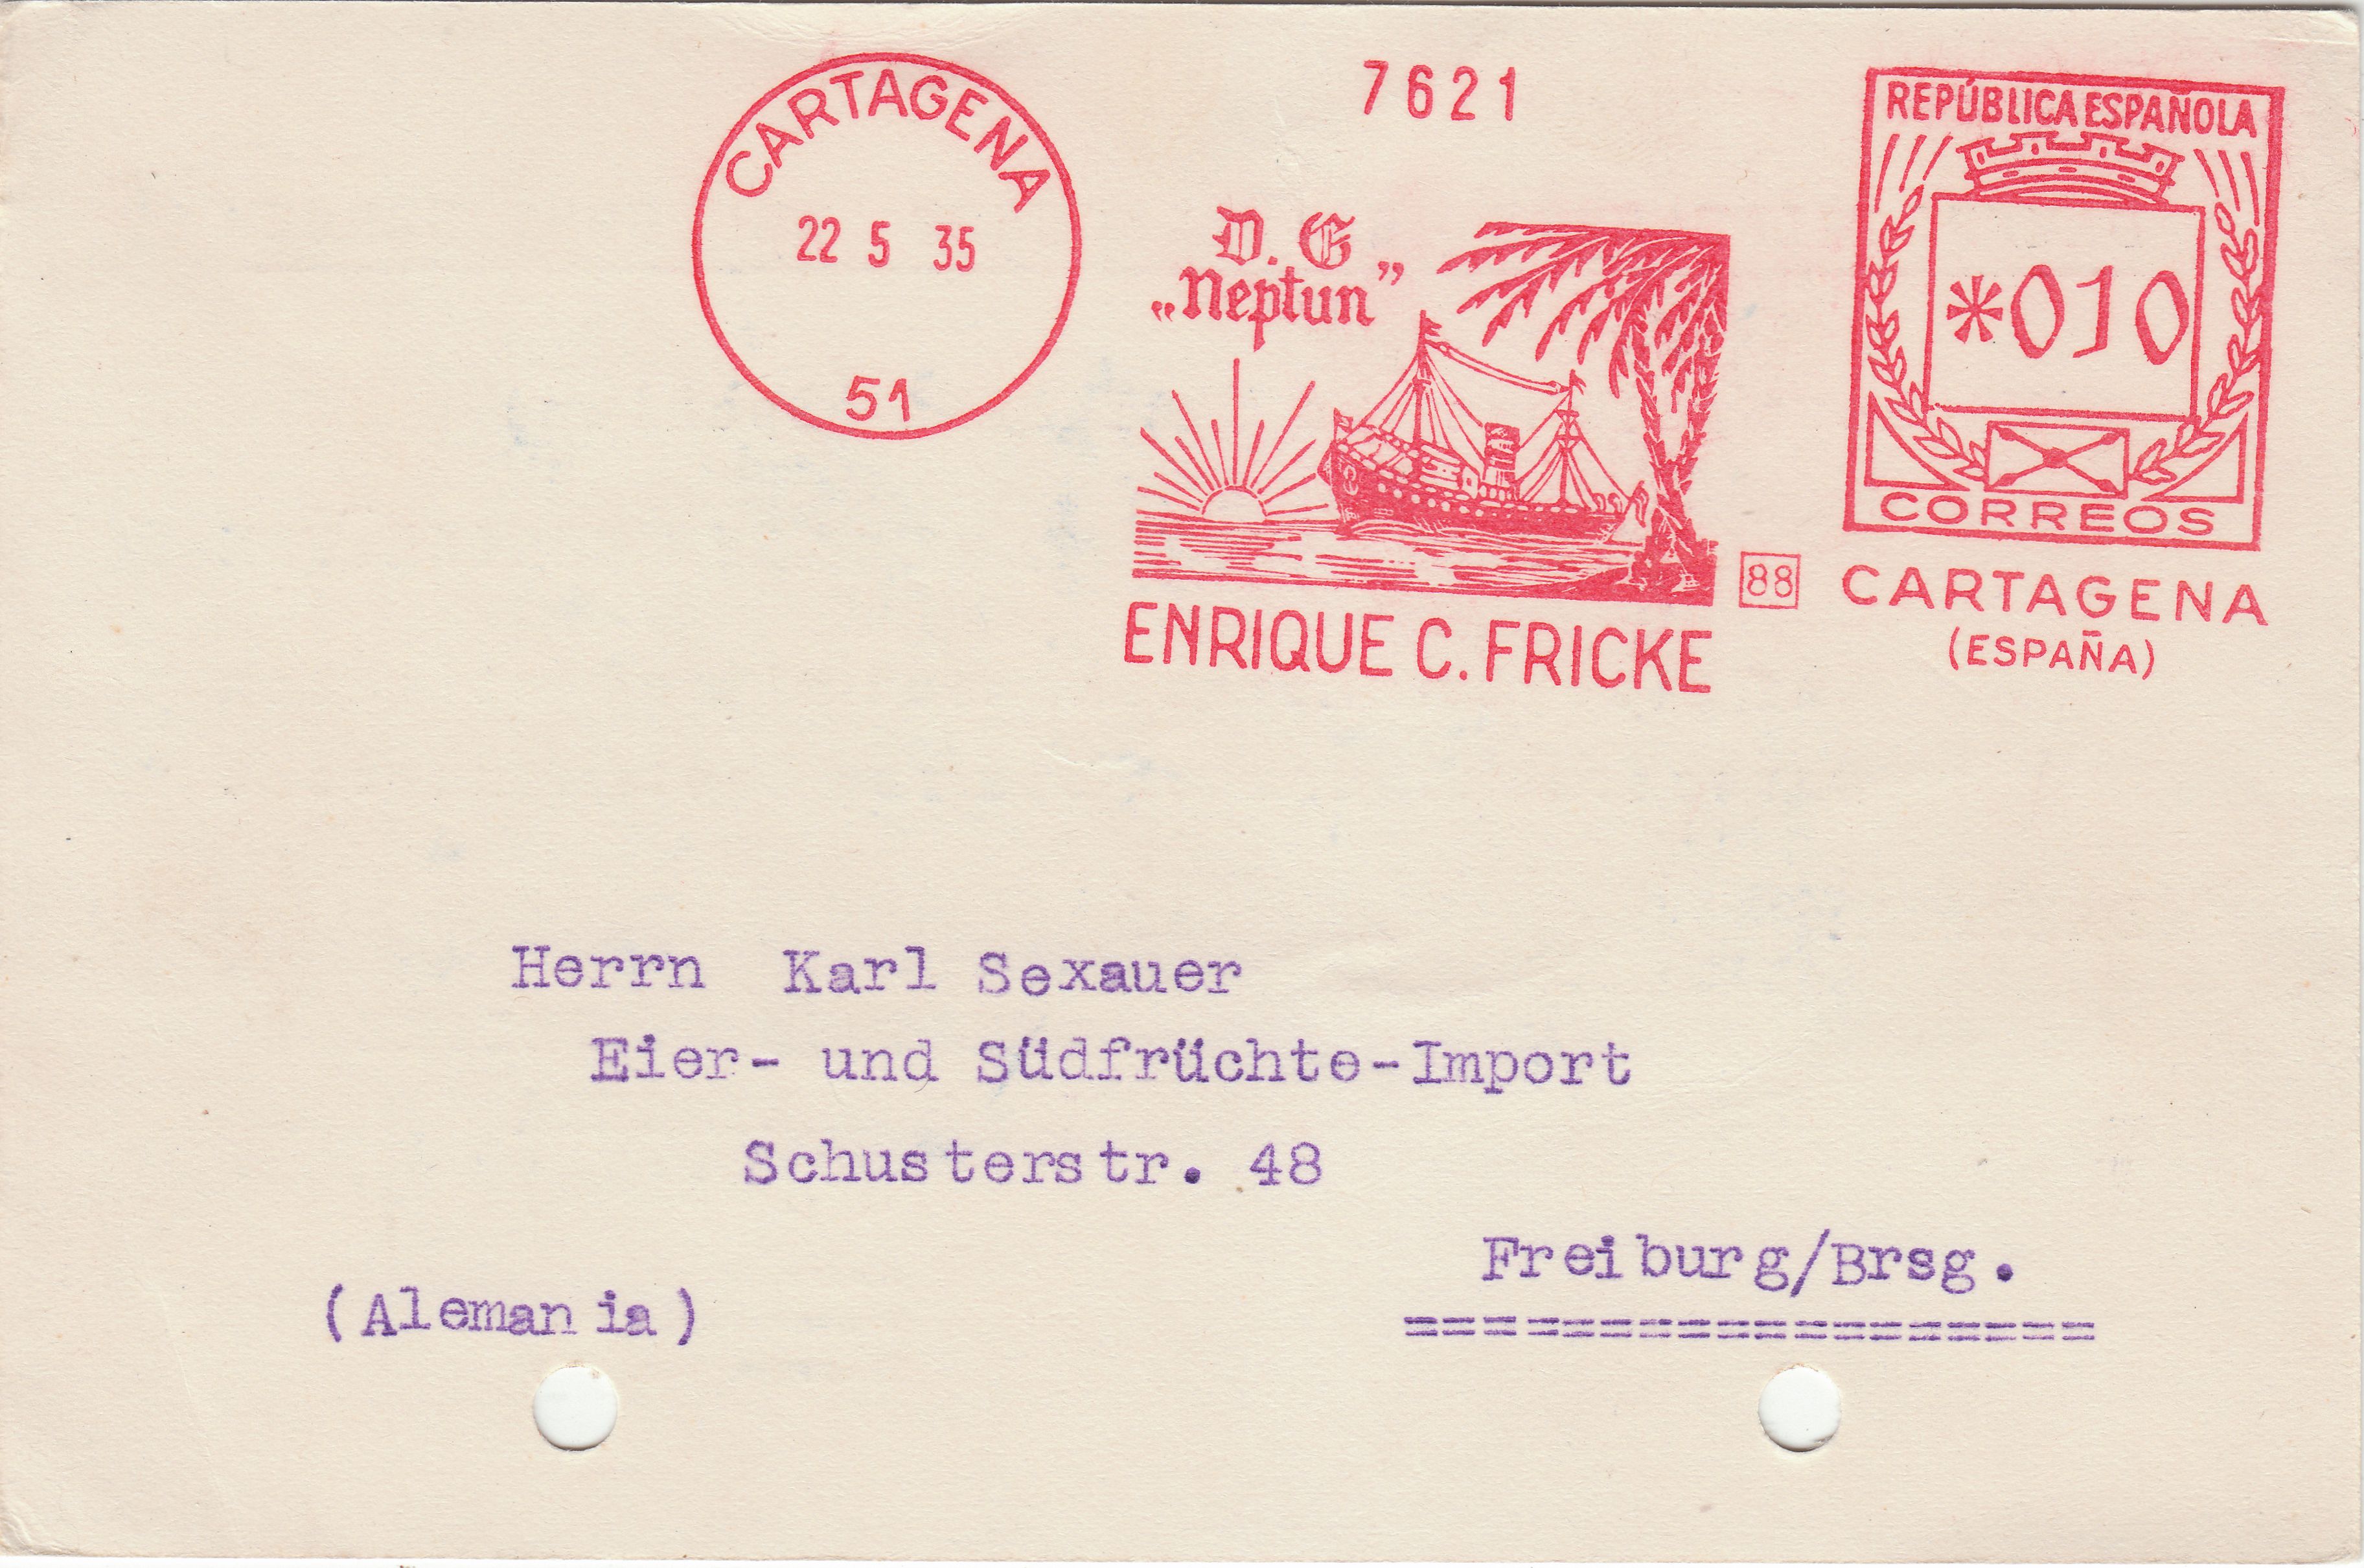 CARTAGENA
22 5 35
51
7621
D. G
„Neptun”
ENRIQUE C. FRICKE
88
REPÚBLICA ESPAÑOLA
*010
CORREOS
CARTAGENA
(ESPAÑA)
Herrn Karl Sexauer
Eier- und Südfrüchte-Import
Schusterstr. 48
Freiburg/Brsg.
==================
(Alemania)